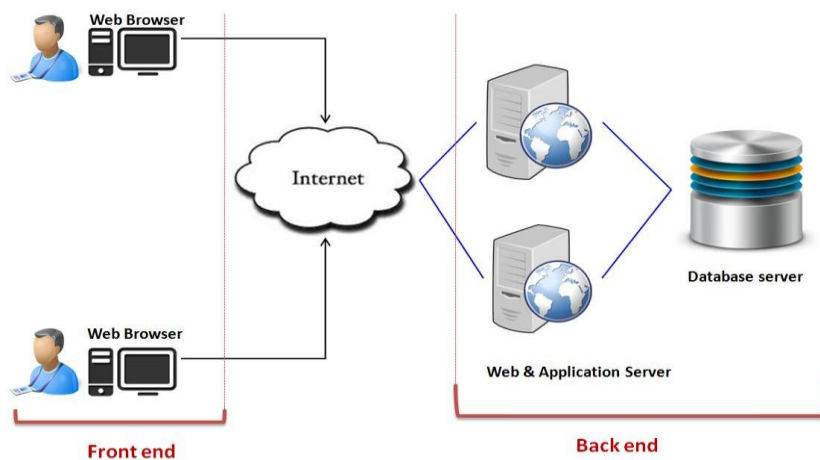 Web Browser
Internet
Database server
Web Browser
Web & Application Server
Front end
Back end